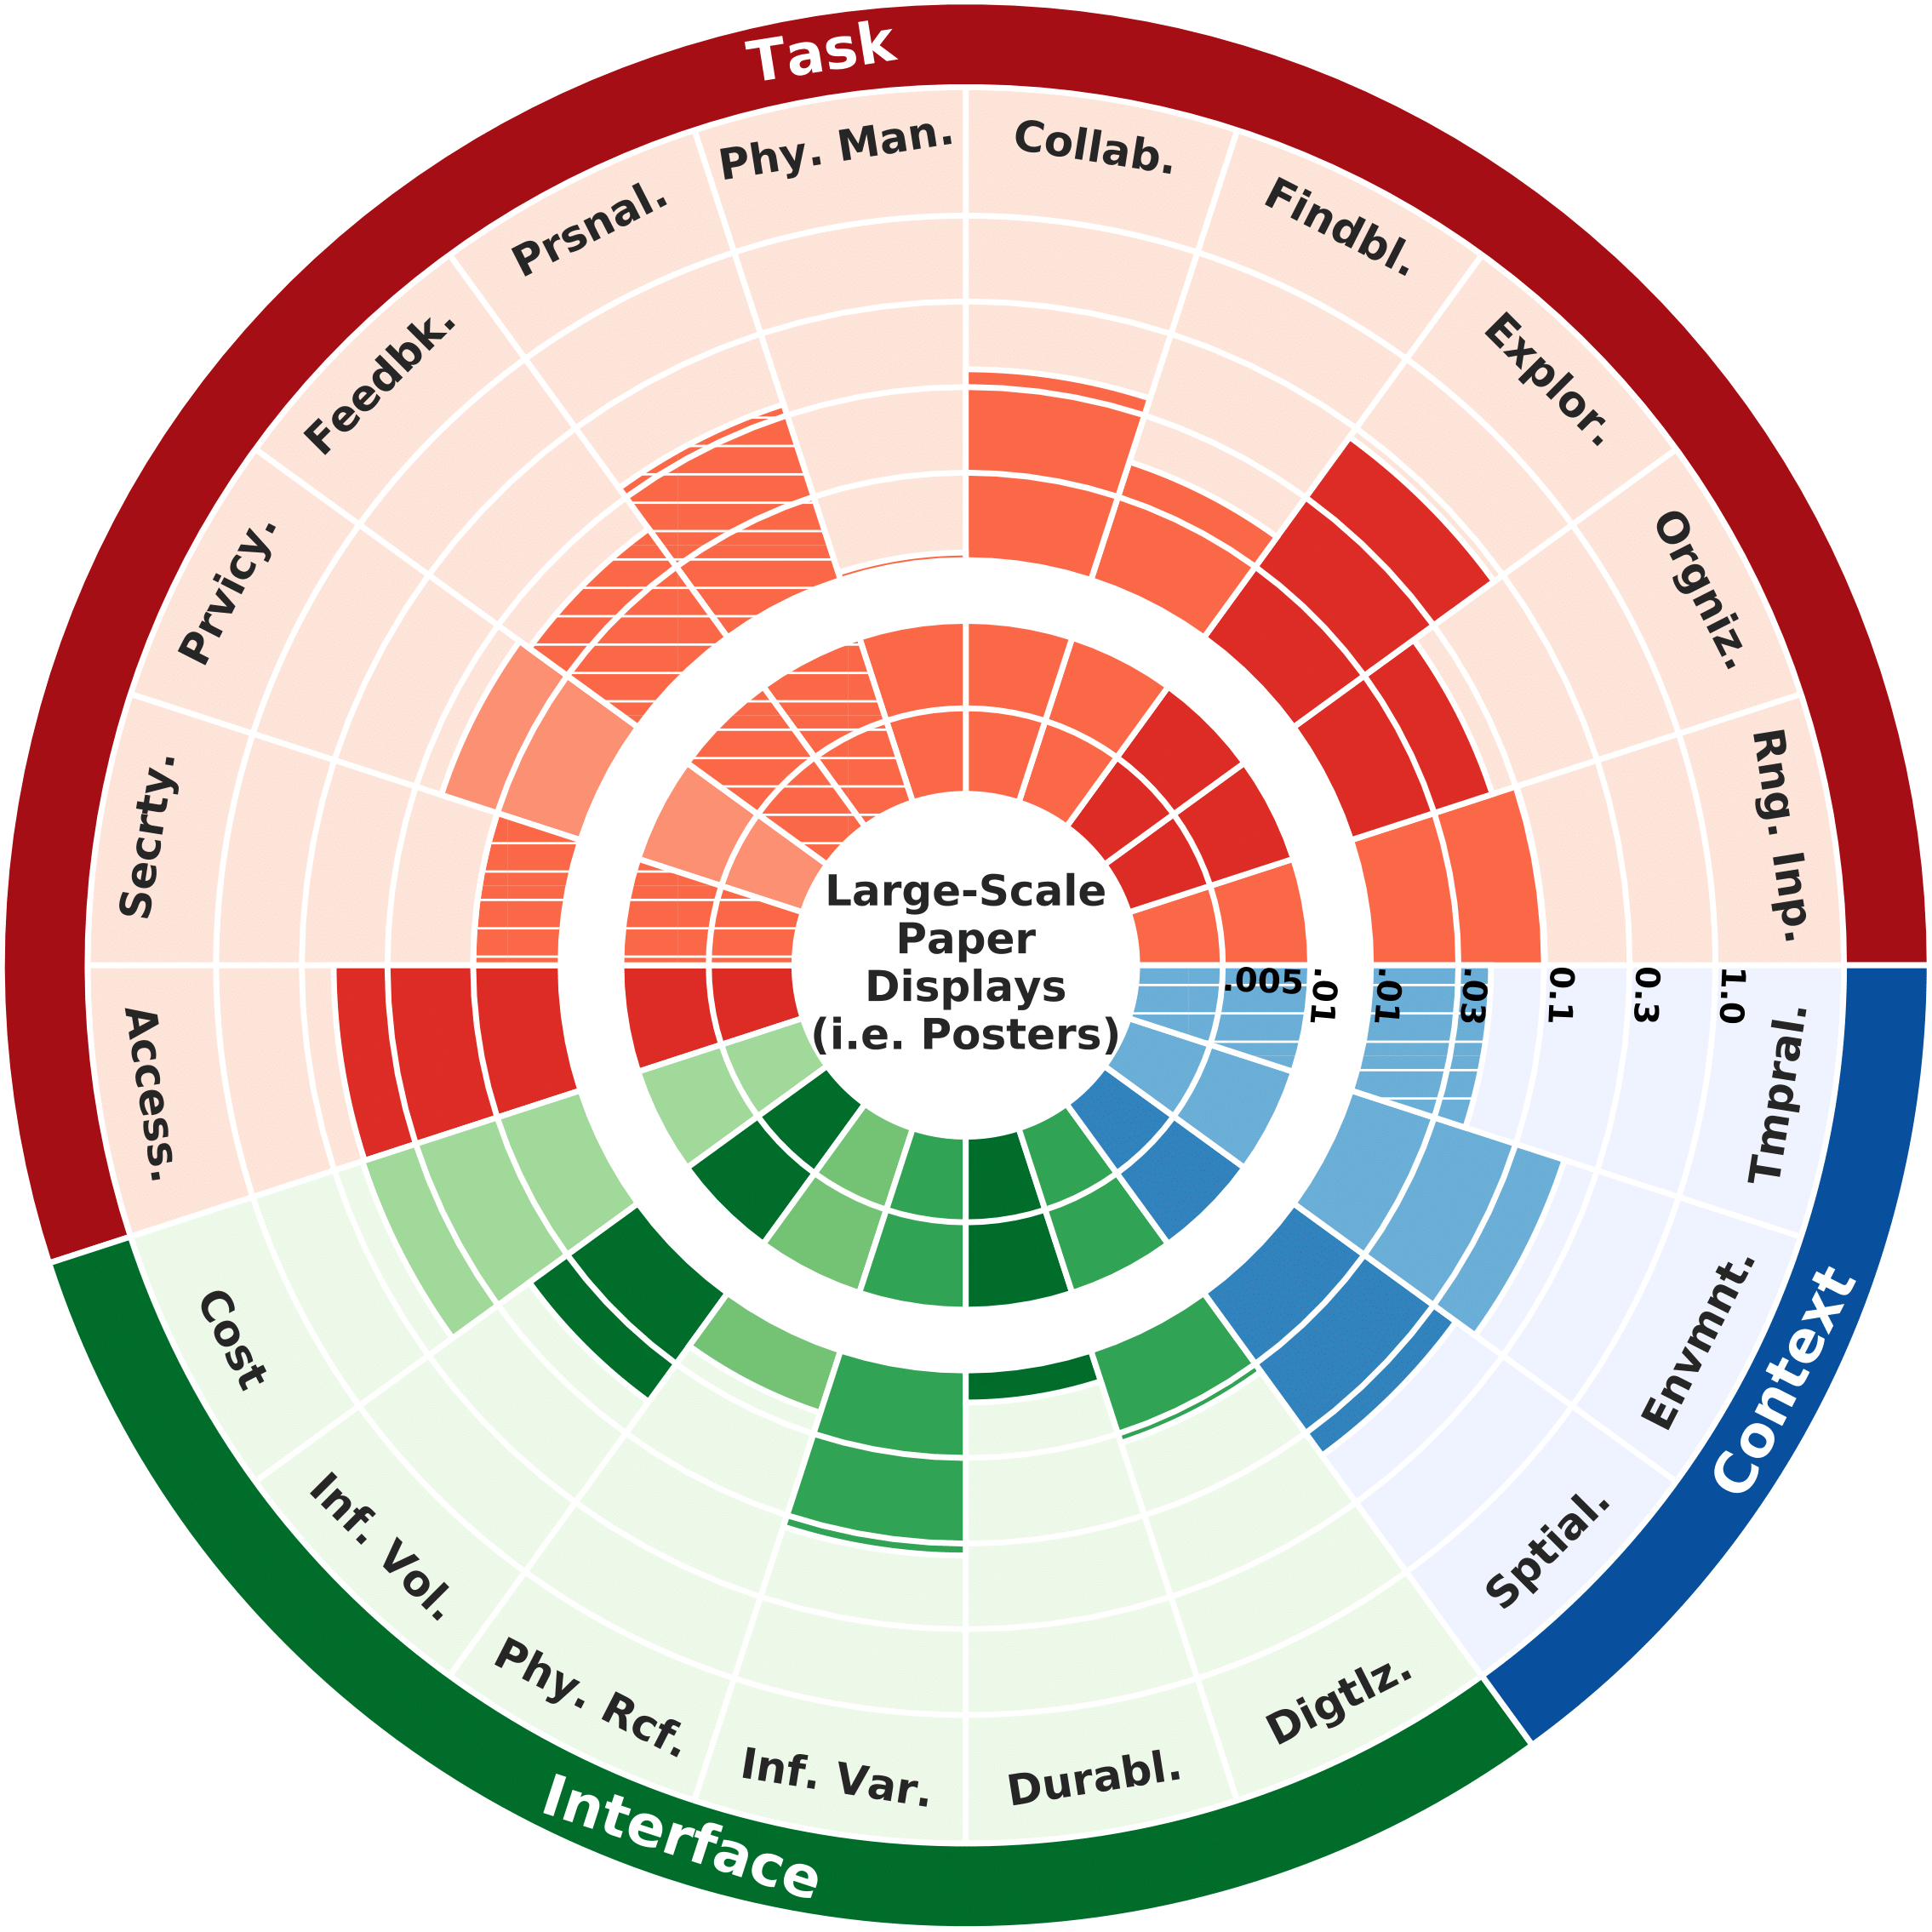 Task
Phy. Man.
Collab.
Findbl.
Explor.
Orgniz.
Rng. Inp.
Prsnal.
Feedbk.
Prvicy.
Secrty.
Access.
Large-Scale
Paper
Displays
(i.e. Posters)
.005
.01
.01
.03
0.1
0.3
1.0
Tmpral.
Envmnt.
Sptial.
Context
Cost
Inf. Vol.
Phy. Rcf.
Inf. Var.
Durabl.
Digtlz.
Interface